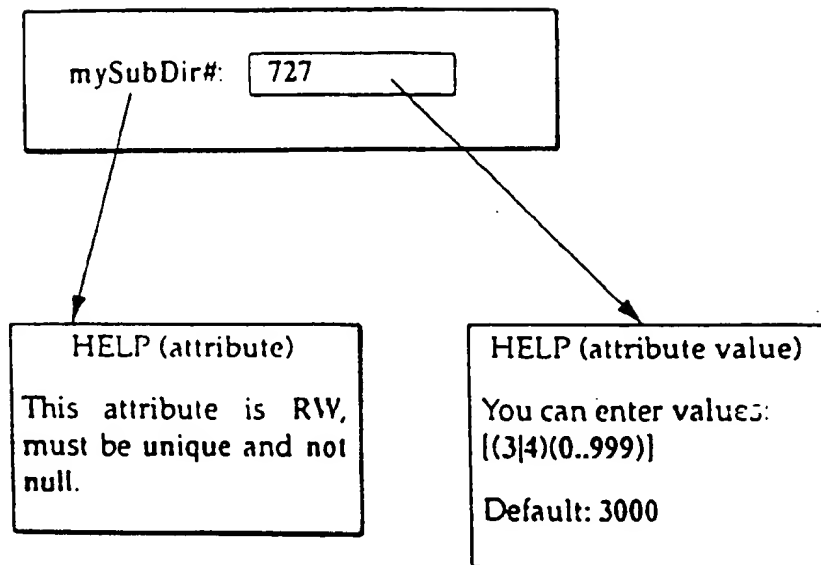 mySubDir#: 727
HELP (attribute)
This attribute is RW,
must be unique and not
null.
HELP (attribute value)
You can enter values:
[(3|4)(0..999)]
Default: 3000